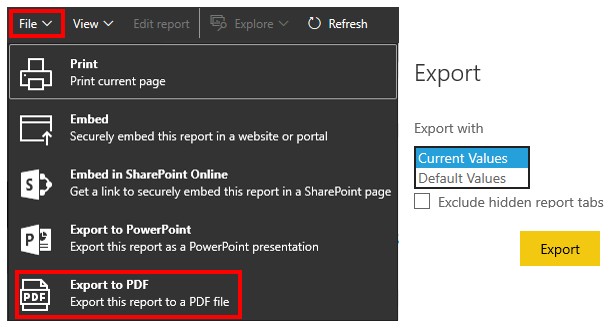 File View Edit report Explore Refresh
Print
Print current page
Embed
Securely embed this report in a website or portal
Embed in SharePoint Online
Get a link to securely embed this report in a SharePoint page
Export to PowerPoint
Export this report as a PowerPoint presentation
Export to PDF
Export this report to a PDF file
S
P
PDF
Export
Export with
Current Values
Default Values
Exclude hidden report tabs
Export